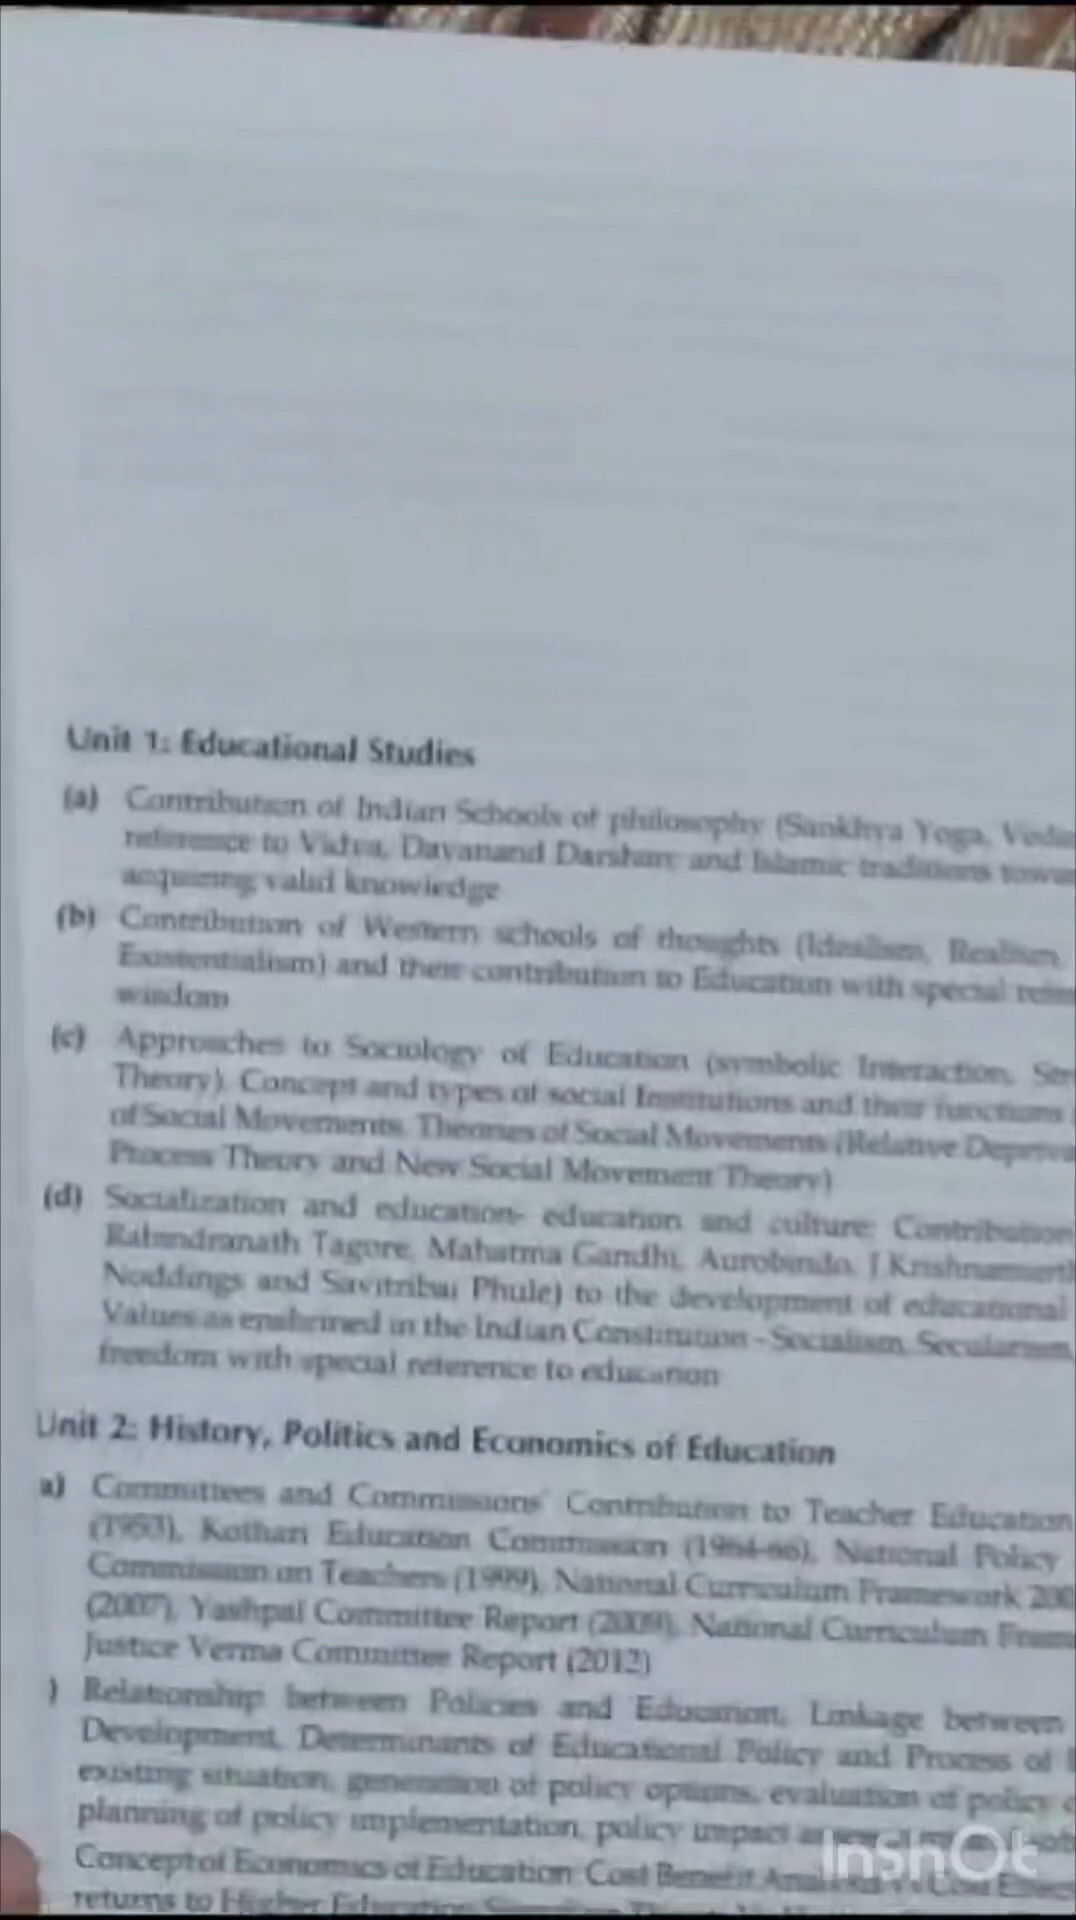 Unit 1: Educational Studies
(a) Contribution of Indian Schools of philosophy (Sankhya Yoga,
reference to Vidya, Dayanand Darshan; and Islamic traditions
acquiring valid knowledge
(b) Contribution of Western schools of thoughts (Idealism, Realism,
Existentialism) and their contribution to Education with special
wisdom
(c) Approaches to Sociology of Education (symbolic Interaction,
Theory). Concept and types of social Institutions and their functions
of Social Movements, Theories of Social Movements (Relative
Process Theory and New Social Movement Theory)
(d) Socialization and education- education and culture; Contribution
Rabindranath Tagore, Mahatma Gandhi, Aurobindo, J
Noddings and Savitribai Phule) to the development of educational
Values as enshrined in the Indian Constitution - Socialism, Secularism,
freedom with special reference to education
Unit 2: History, Politics and Economics of Education
a) Committees and Commissions' Contribution to Teacher Education
(1953), Kothari Education Commission (1964-66), National Policy
Commission on Teachers (1999), National Curriculum Framework
(2007), Yashpal Committee Report (2009), National Curriculum
Justice Verma Committee Report (2012)
) Relationship between Policies and Education, Linkage between
Development, Determinants of Educational Policy and Process of
existing situation, generation of policy options, evaluation of policy
planning of policy implementation, policy impact
Concept of Economics of Education: Cost Benefit
returns to Higher Education
InShOt